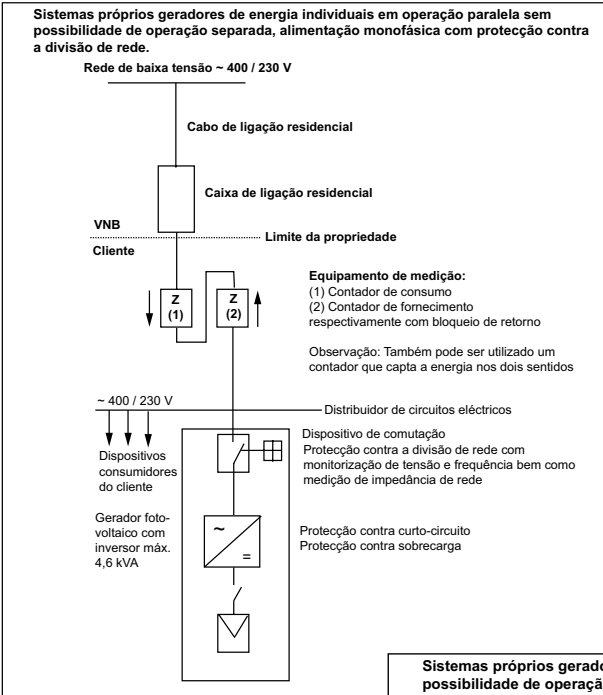 Sistemas próprios geradores de energia individuais em operação paralela sem
possibilidade de operação separada, alimentação monofásica com protecção contra
a divisão de rede.
Rede de baixa tensão ~ 400 / 230 V
Cabo de ligação residencial
Caixa de ligação residencial
VNB
Limite da propriedade
Cliente
Equipamento de medição:
(1) Contador de consumo
(2) Contador de fornecimento
respectivamente com bloqueio de retorno
Z
(1)
Z
(2)
Observação: Também pode ser utilizado um
contador que capta a energia nos dois sentidos
~ 400 / 230 V
Distribuidor de circuitos eléctricos
Dispositivos
consumidores
do cliente
Dispositivo de comutação
Protecção contra a divisão de rede com
monitorização de tensão e frequência bem como
medição de impedância de rede
Gerador foto-
voltaico com
inversor máx.
4,6 kVA
~
=
Protecção contra curto-circuito
Protecção contra sobrecarga
Sistemas próprios gerado
possibilidade de operaçã